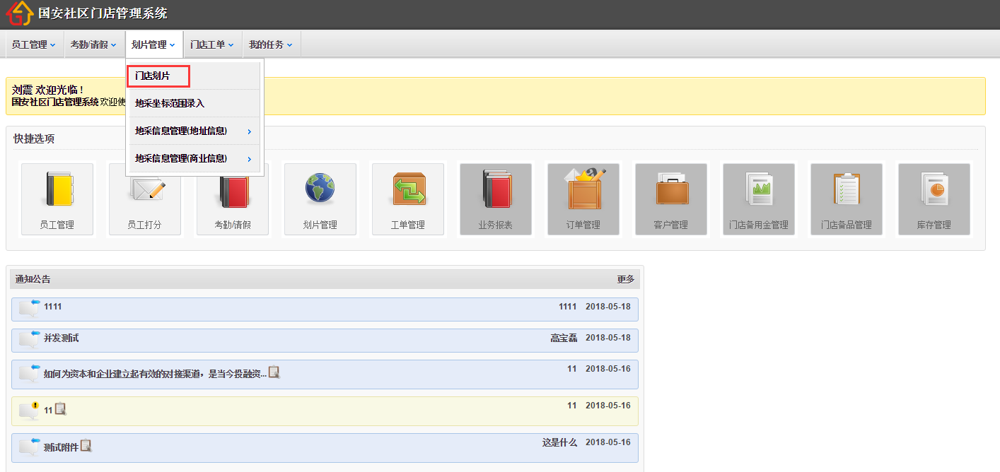 国安社区门店管理系统
员工管理 考勤/请假 划片管理 门店工单 我的任务
门店划片
地采坐标范围录入
地采信息管理(地址信息)
地采信息管理(商业信息)
刘震 欢迎光临！
国安社区门店管理系统 欢迎使
快捷选项
员工管理 员工打分 考勤/请假 划片管理 工单管理 业务报表 订单管理 客户管理 门店备用金管理 门店备品管理 库存管理
通知公告 更多
1111 1111 2018-05-18
并发测试 高宝磊 2018-05-18
如何为资本和企业建立起有效的对接渠道，是当今投融资... 11 2018-05-16
11 11 2018-05-16
测试附件 这是什么 2018-05-16